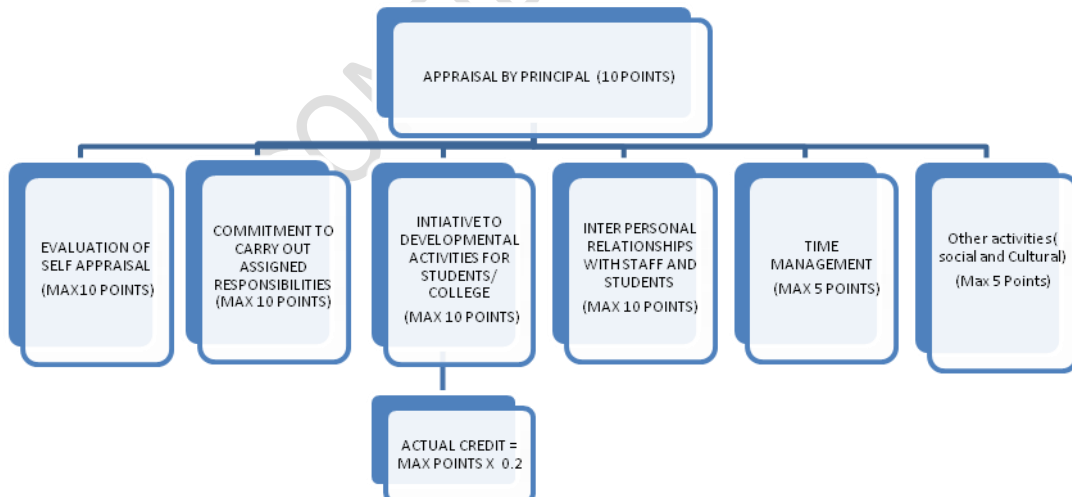 APPRAISAL BY PRINCIPAL (10 POINTS)
EVALUATION OF
SELF APPRAISAL
(MAX10 POINTS)
COMMITMENT TO
CARRY OUT
ASSIGNED
RESPONSIBILITIES
(MAX 10 POINTS)
INTIATIVE TO
DEVELOPMENTAL
ACTIVITIES FOR
STUDENTS/
COLLEGE
(MAX 10 POINTS)
INTER PERSONAL
RELATIONSHIPS
WITH STAFF AND
STUDENTS
(MAX 10 POINTS)
TIME
MANAGEMENT
(MAX 5 POINTS)
Other activities(
social and Cultural)
(Max 5 Points)
ACTUAL CREDIT =
MAX POINTS X 0.2